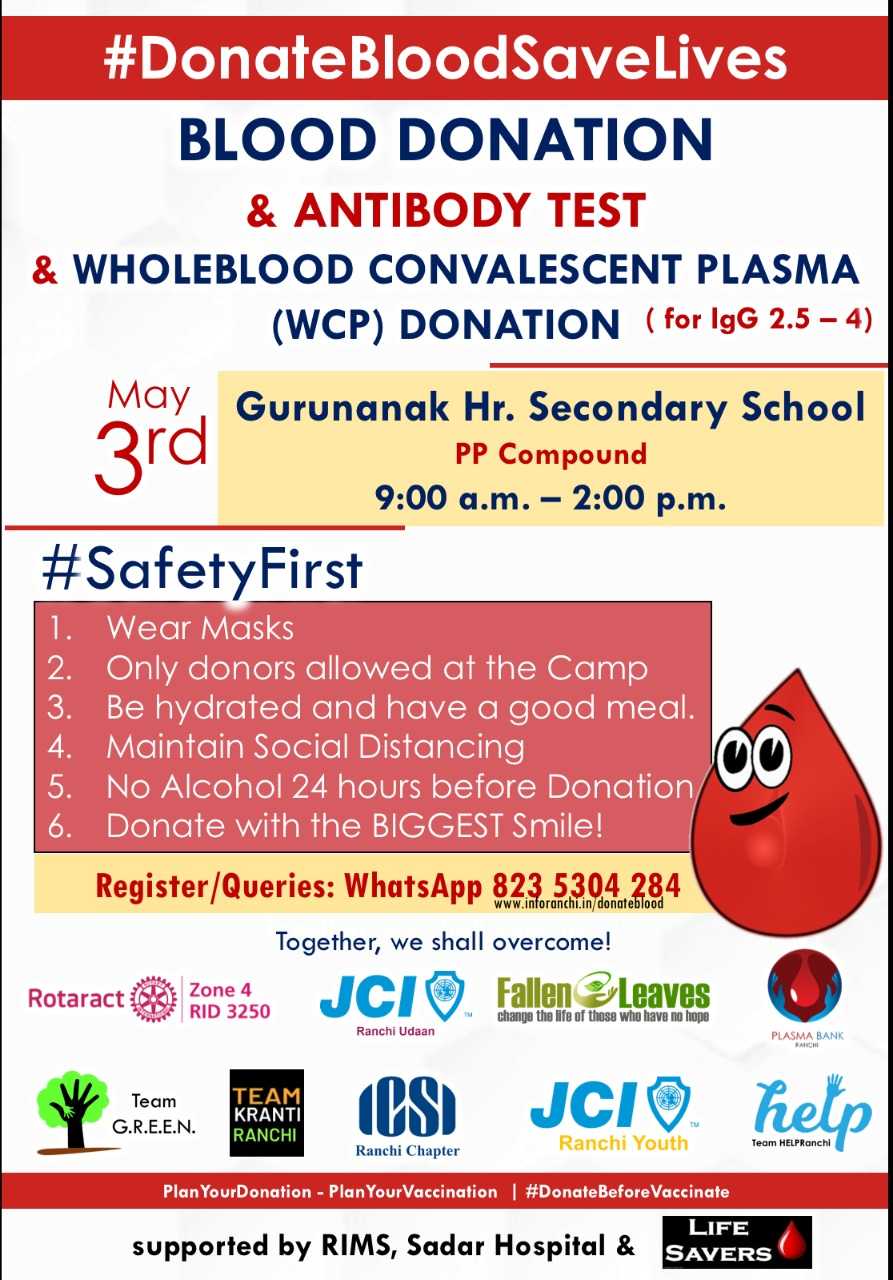 #DonateBloodSaveLives
BLOOD DONATION
& ANTIBODY TEST
& WHOLEBLOOD CONVALESCENT PLASMA
(WCP) DONATION ( for IgG 2.5 – 4)
May
3rd
Gurunanak Hr. Secondary School
PP Compound
9:00 a.m. – 2:00 p.m.
#SafetyFirst
1. Wear Masks
2. Only donors allowed at the Camp
3. Be hydrated and have a good meal.
4. Maintain Social Distancing
5. No Alcohol 24 hours before Donation
6. Donate with the BIGGEST Smile!
Register/Queries: WhatsApp 823 5304 284
www.inforanchi.in/donateblood
Together, we shall overcome!
Rotaract Zone 4
RID 3250
JCI TM
Ranchi Udaan
Fallen Leaves
change the life of those who have no hope
PLASMA BANK
RANCHI
Team
G.R.E.E.N.
TEAM
KRANTI
RANCHI
ICSI
Ranchi Chapter
JCI TM
Ranchi Youth
help
Team HELPRanchi
PlanYourDonation - PlanYourVaccination | #DonateBeforeVaccinate
supported by RIMS, Sadar Hospital &
LIFE
SAVERS